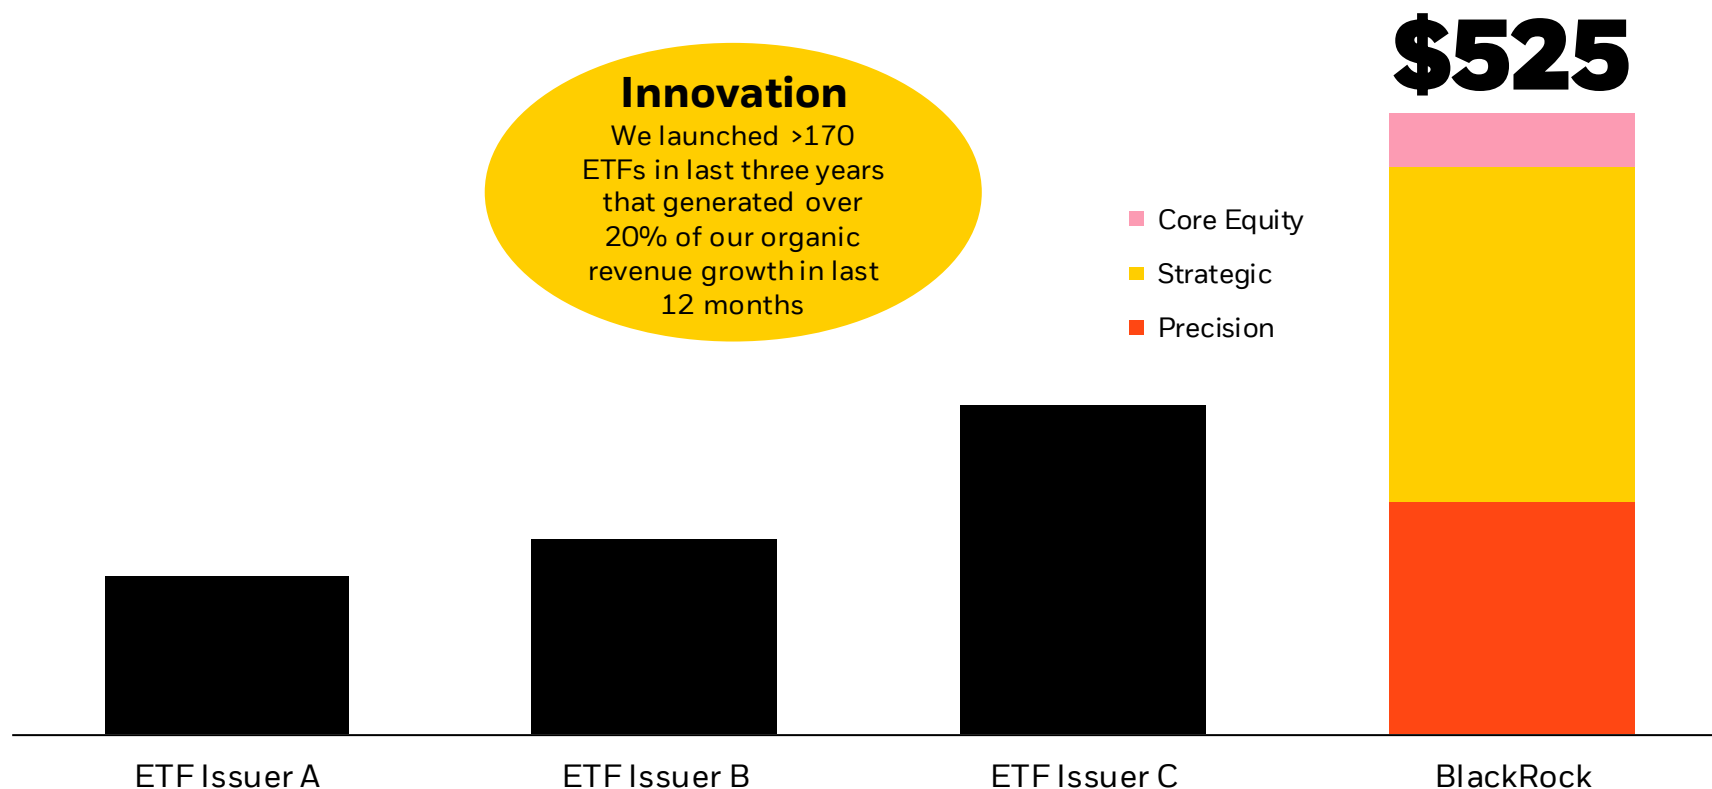 $525
Innovation
We launched >170
ETFs in last three years
that generated over
20% of our organic
revenue growth in last
12 months
Core Equity
Strategic
Precision
ETF Issuer A
ETF Issuer B
ETF Issuer C
BlackRock